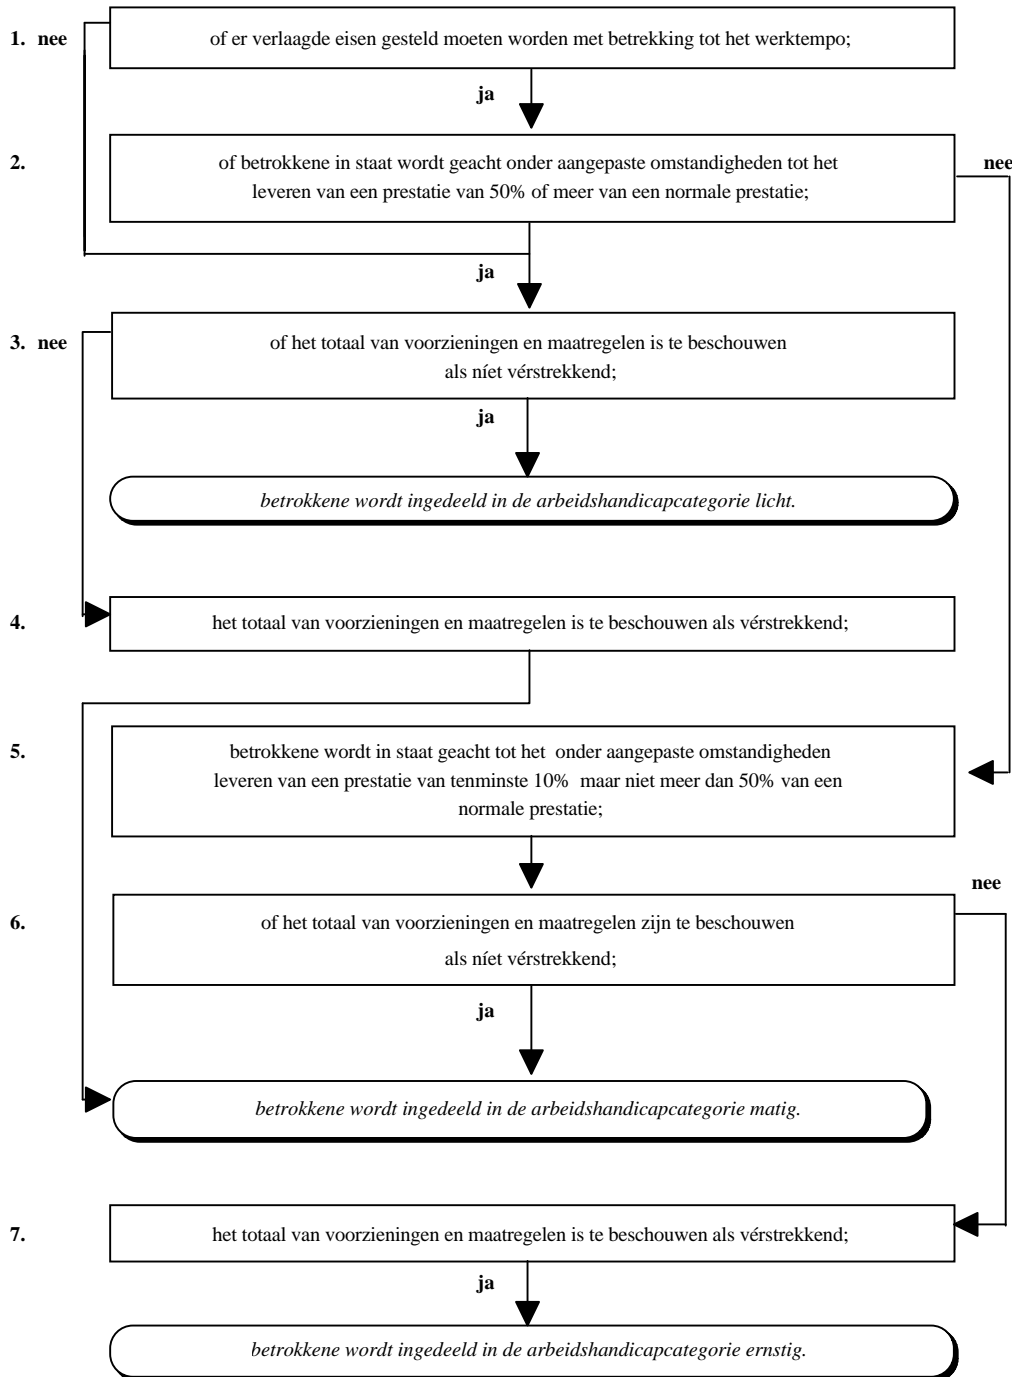 1. nee
of er verlaagde eisen gesteld moeten worden met betrekking tot het werktempo;
ja
2.
of betrokkene in staat wordt geacht onder aangepaste omstandigheden tot het
leveren van een prestatie van 50% of meer van een normale prestatie;
nee
ja
3. nee
of het totaal van voorzieningen en maatregelen is te beschouwen
als níet vérstrekkend;
ja
betrokkene wordt ingedeeld in de arbeidshandicapcategorie licht.
4.
het totaal van voorzieningen en maatregelen is te beschouwen als vérstrekkend;
5.
betrokkene wordt in staat geacht tot het onder aangepaste omstandigheden
leveren van een prestatie van tenminste 10% maar niet meer dan 50% van een
normale prestatie;
nee
6.
of het totaal van voorzieningen en maatregelen zijn te beschouwen
als níet vérstrekkend;
ja
betrokkene wordt ingedeeld in de arbeidshandicapcategorie matig.
7.
het totaal van voorzieningen en maatregelen is te beschouwen als vérstrekkend;
ja
betrokkene wordt ingedeeld in de arbeidshandicapcategorie ernstig.